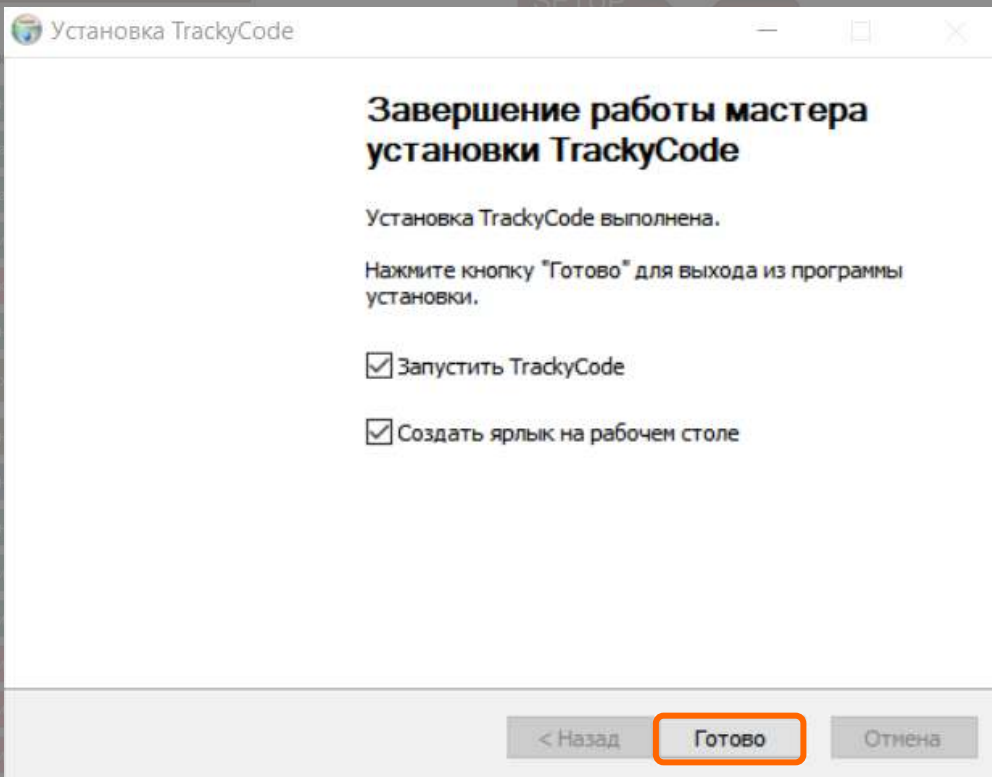 SETUP
Установка TrackyCode
Завершение работы мастера
установки TrackyCode
Установка TrackyCode выполнена.
Нажмите кнопку "Готово" для выхода из программы
установки.
Запустить TrackyCode
Создать ярлык на рабочем столе
< Назад
Готово
Отмена